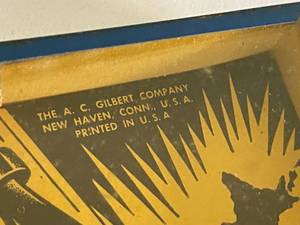 THE A. C. GILBERT COMPANY
NEW HAVEN, CONN., U.S.A.
PRINTED IN U.S.A